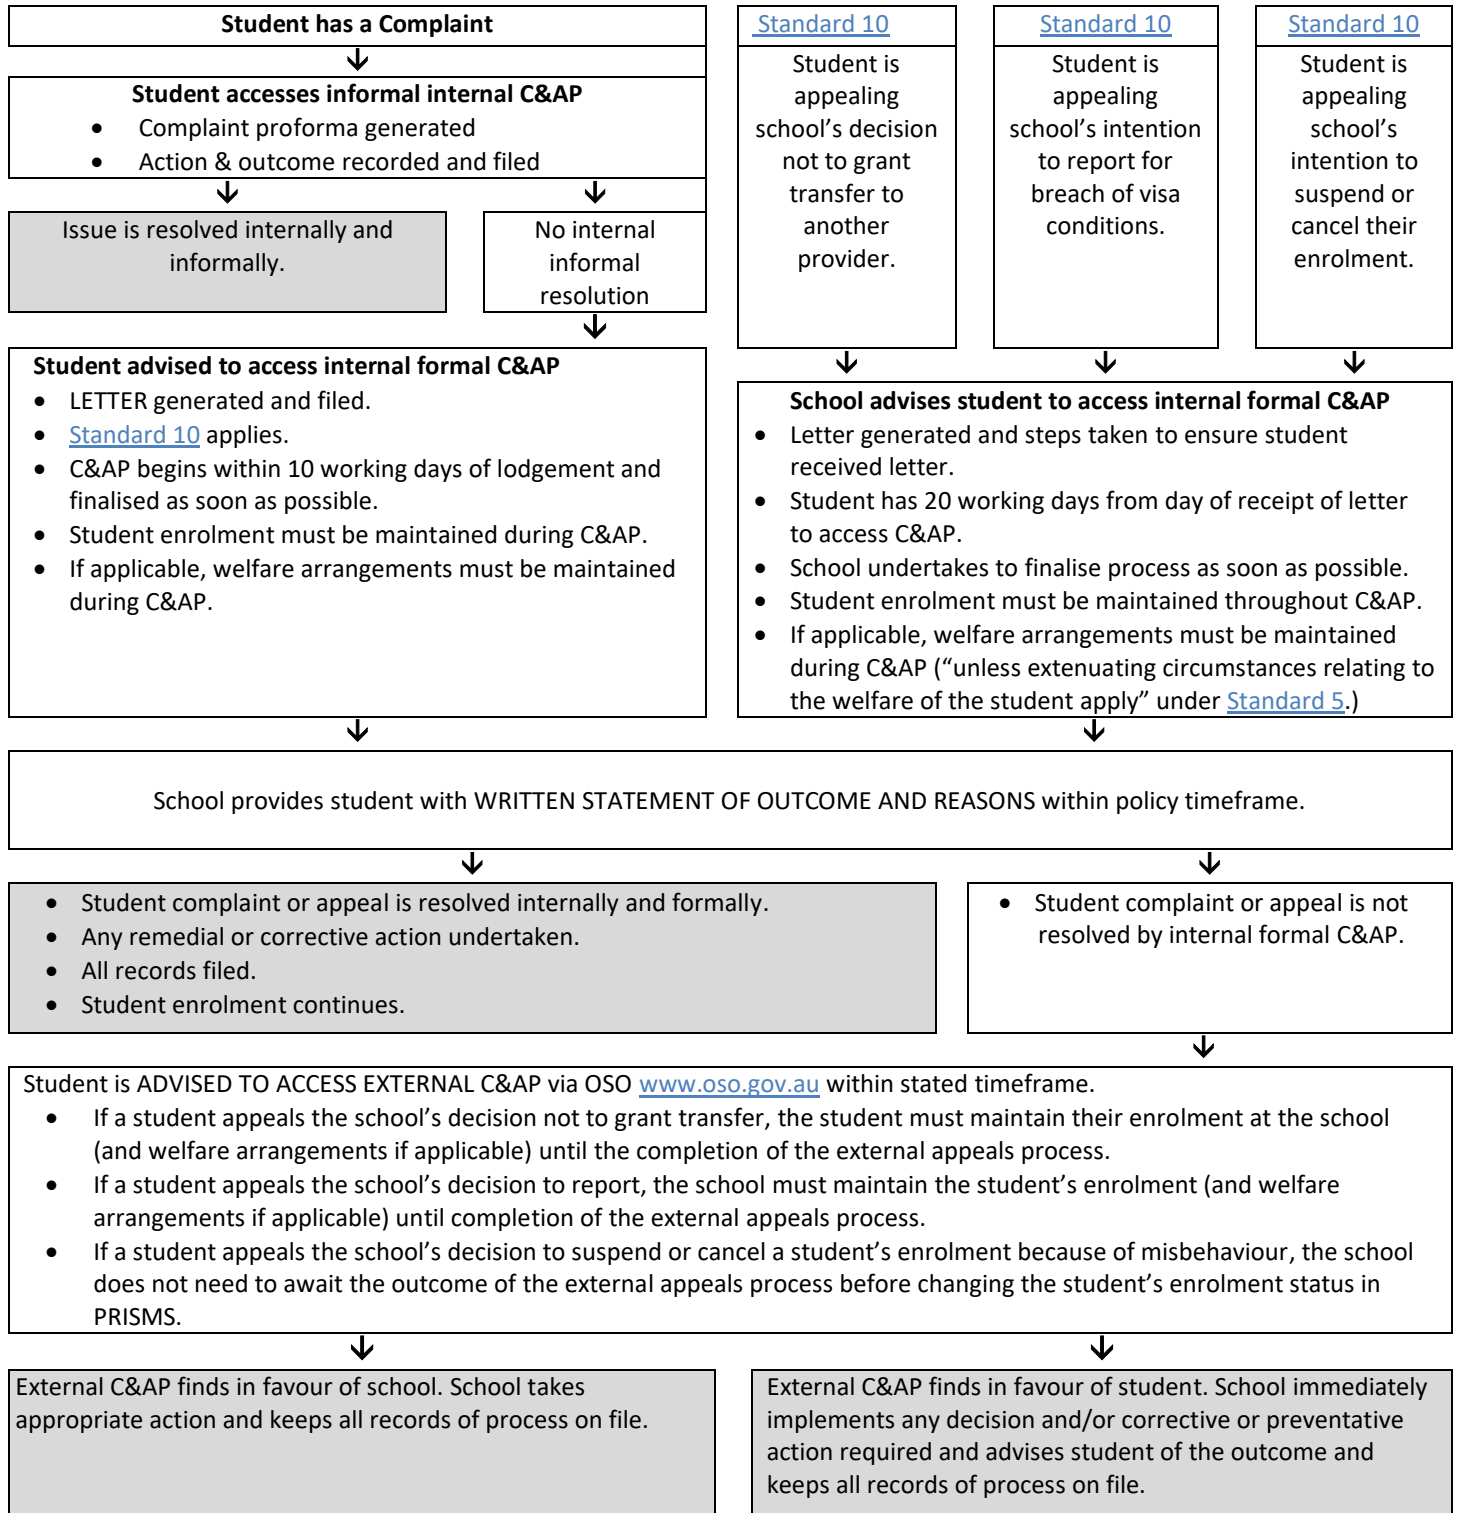 Student has a Complaint
Student accesses informal internal C&AP
• Complaint proforma generated
• Action & outcome recorded and filed
Issue is resolved internally and
informally.
No internal
informal
resolution
Student advised to access internal formal C&AP
• LETTER generated and filed.
• Standard 10 applies.
• C&AP begins within 10 working days of lodgement and
finalised as soon as possible.
• Student enrolment must be maintained during C&AP.
• If applicable, welfare arrangements must be maintained
during C&AP.
Standard 10
Student is
appealing
school’s decision
not to grant
transfer to
another
provider.
Standard 10
Student is
appealing
school’s intention
to report for
breach of visa
conditions.
Standard 10
Student is
appealing
school’s
intention to
suspend or
cancel their
enrolment.
School advises student to access internal formal C&AP
• Letter generated and steps taken to ensure student
received letter.
• Student has 20 working days from day of receipt of letter
to access C&AP.
• School undertakes to finalise process as soon as possible.
• Student enrolment must be maintained throughout C&AP.
• If applicable, welfare arrangements must be maintained
during C&AP (“unless extenuating circumstances relating to
the welfare of the student apply” under Standard 5.)
School provides student with WRITTEN STATEMENT OF OUTCOME AND REASONS within policy timeframe.
• Student complaint or appeal is resolved internally and formally.
• Any remedial or corrective action undertaken.
• All records filed.
• Student enrolment continues.
• Student complaint or appeal is not
resolved by internal formal C&AP.
Student is ADVISED TO ACCESS EXTERNAL C&AP via OSO www.oso.gov.au within stated timeframe.
• If a student appeals the school’s decision not to grant transfer, the student must maintain their enrolment at the school
(and welfare arrangements if applicable) until the completion of the external appeals process.
• If a student appeals the school’s decision to report, the school must maintain the student’s enrolment (and welfare
arrangements if applicable) until completion of the external appeals process.
• If a student appeals the school’s decision to suspend or cancel a student’s enrolment because of misbehaviour, the school
does not need to await the outcome of the external appeals process before changing the student’s enrolment status in
PRISMS.
External C&AP finds in favour of school. School takes
appropriate action and keeps all records of process on file.
External C&AP finds in favour of student. School immediately
implements any decision and/or corrective or preventative
action required and advises student of the outcome and
keeps all records of process on file.